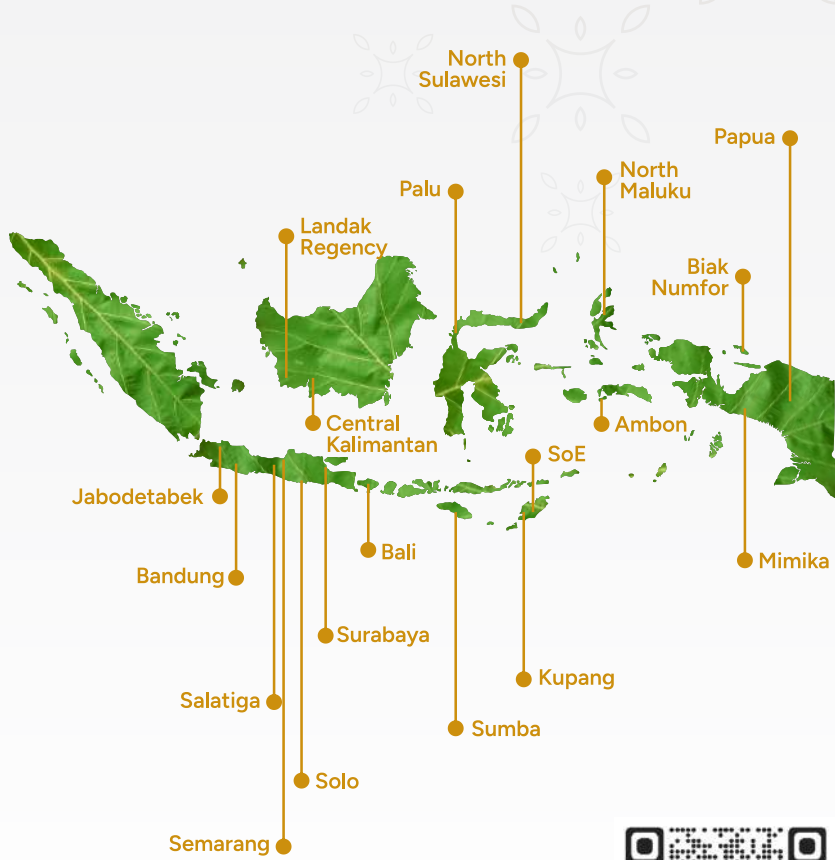 North
Sulawesi
Papua
North
Maluku
Palu
Landak
Regency
Biak
Numfor
Central
Kalimantan
Ambon
SoE
Jabodetabek
Bali
Mimika
Bandung
Surabaya
Kupang
Salatiga
Sumba
Solo
Semarang